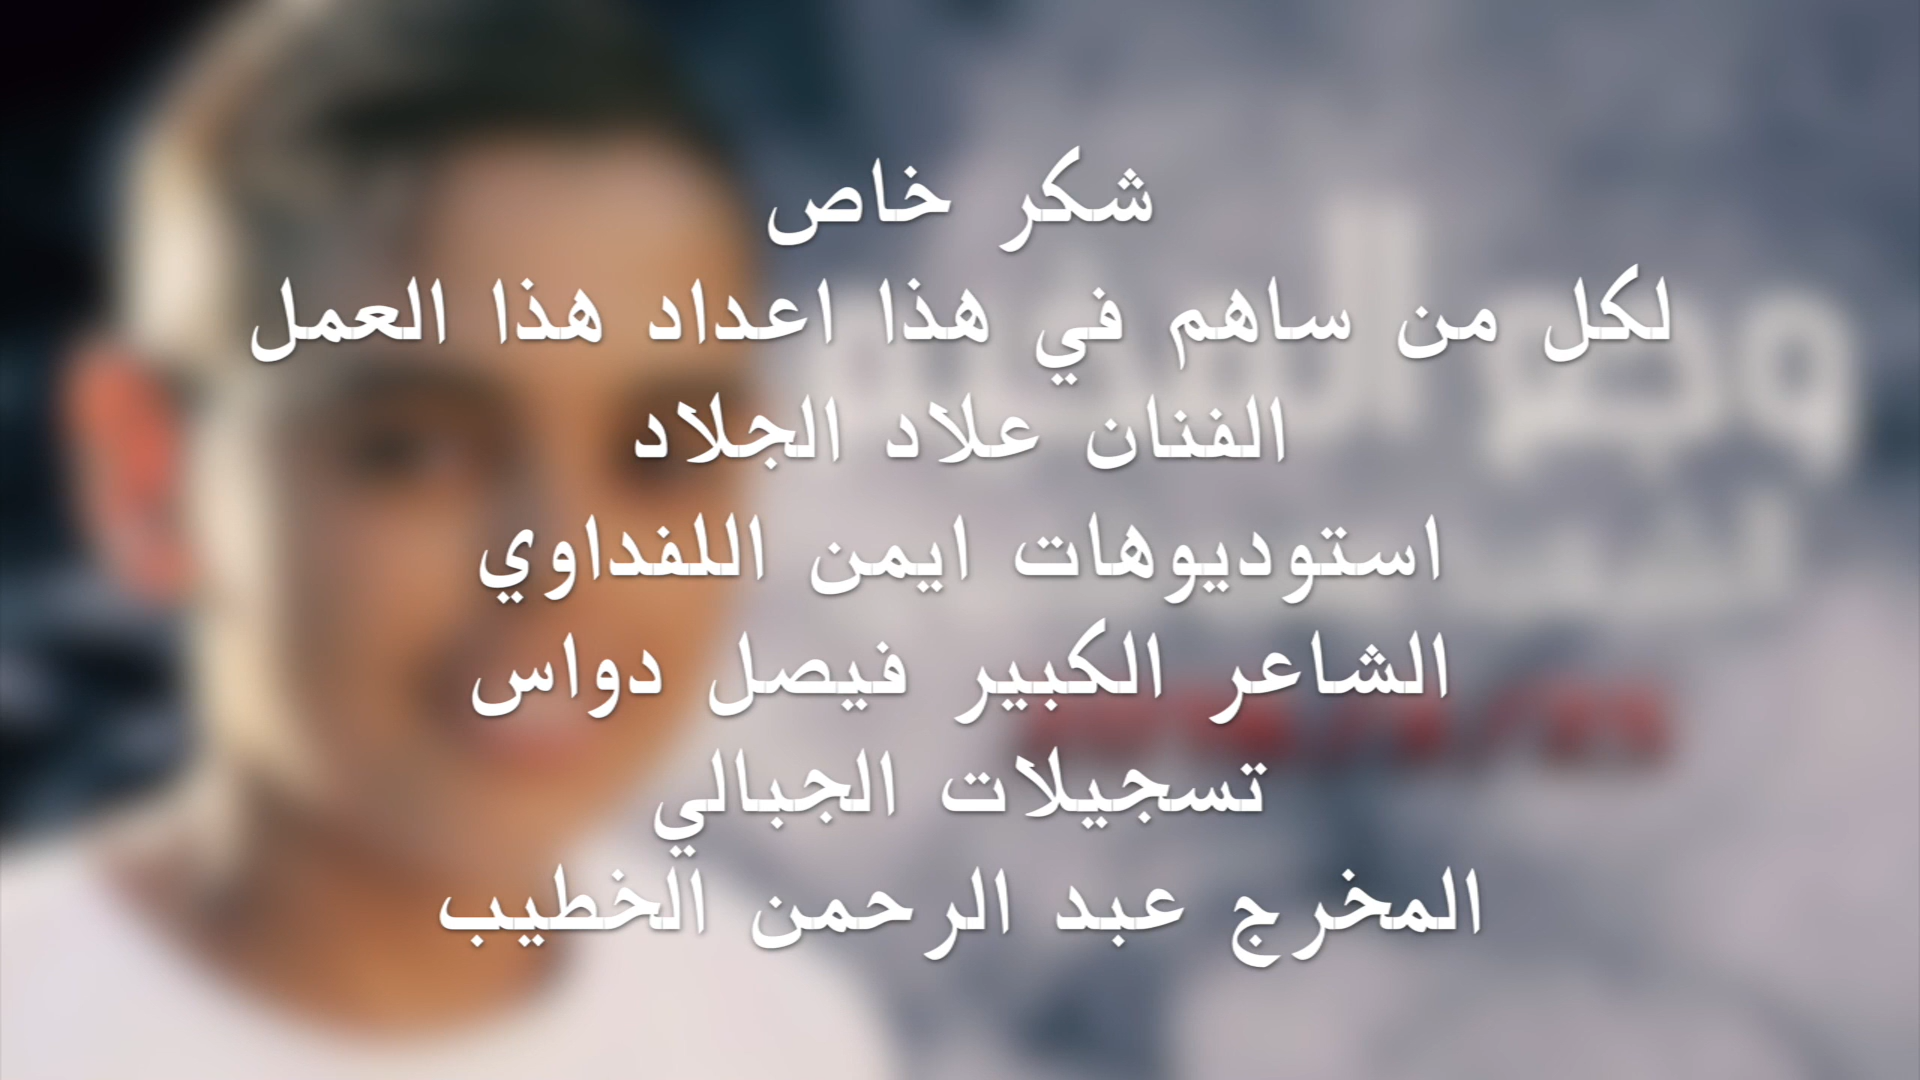 شكر خاص
لكل من ساهم في هذا اعداد هذا العمل
الفنان علاد الجلاد
استوديوهات ايمن اللفداوي
الشاعر الكبير فيصل دواس
تسجيلات الجبالي
المخرج عبد الرحمن الخطيب